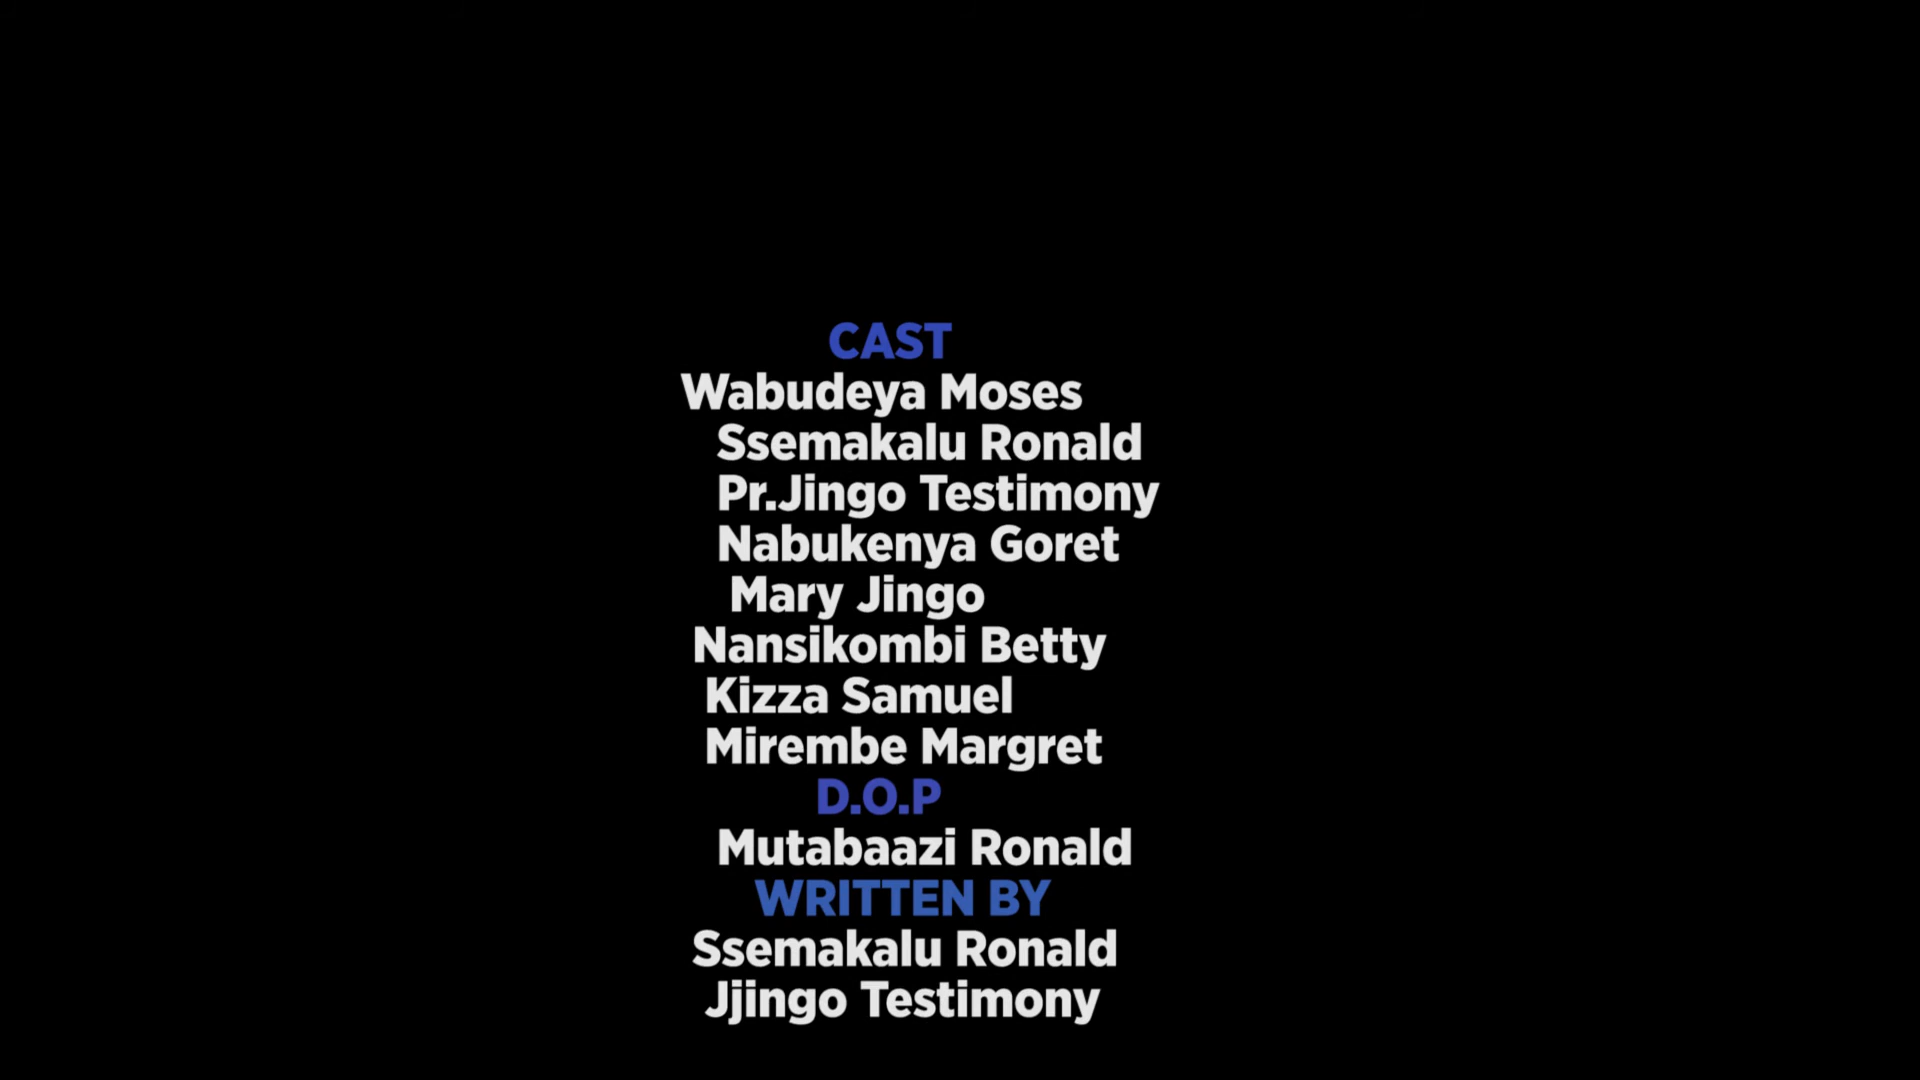 CAST
Wabudeya Moses
Ssemakalu Ronald
Pr.Jingo Testimony
Nabukenya Goret
Mary Jingo
Nansikombi Betty
Kizza Samuel
Mirembe Margret
D.O.P
Mutabaazi Ronald
WRITTEN BY
Ssemakalu Ronald
Jjingo Testimony